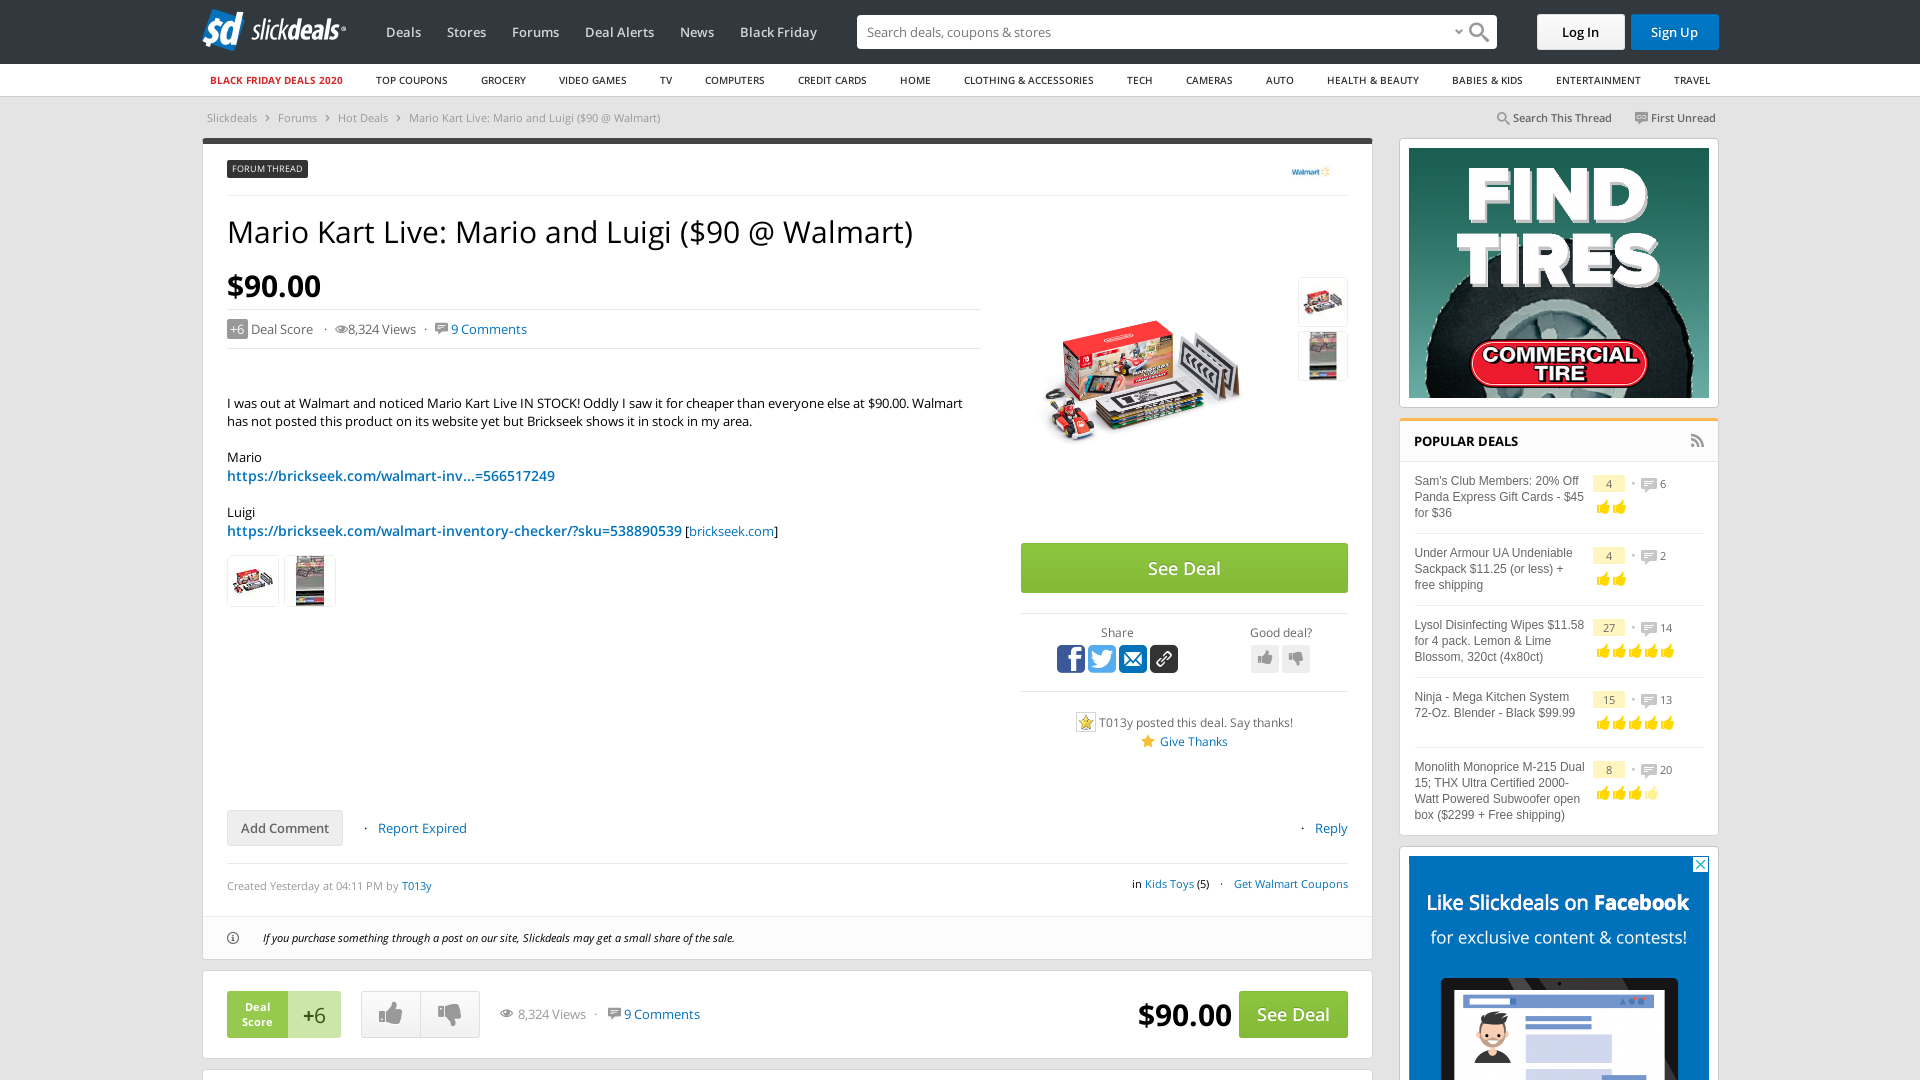 sd slickdeals
Deals Stores Forums Deal Alerts News Black Friday
Search deals, coupons & stores
Log In
Sign Up
BLACK FRIDAY DEALS 2020 TOP COUPONS GROCERY VIDEO GAMES TV COMPUTERS CREDIT CARDS HOME CLOTHING & ACCESSORIES TECH CAMERAS AUTO HEALTH & BEAUTY BABIES & KIDS ENTERTAINMENT TRAVEL
Slickdeals > Forums > Hot Deals > Mario Kart Live: Mario and Luigi ($90 @ Walmart)
Search This Thread First Unread
FORUM THREAD
Walmart
Mario Kart Live: Mario and Luigi ($90 @ Walmart)
$90.00
+6 Deal Score · 8,324 Views · 9 Comments
I was out at Walmart and noticed Mario Kart Live IN STOCK! Oddly I saw it for cheaper than everyone else at $90.00. Walmart
has not posted this product on its website yet but Brickseek shows it in stock in my area.
Mario
https://brickseek.com/walmart-inv...=566517249
Luigi
https://brickseek.com/walmart-inventory-checker/?sku=538890539 [brickseek.com]
See Deal
Share
Good deal?
T013y posted this deal. Say thanks!
Give Thanks
Add Comment · Report Expired
· Reply
Created Yesterday at 04:11 PM by T013y
in Kids Toys (5) · Get Walmart Coupons
If you purchase something through a post on our site, Slickdeals may get a small share of the sale.
Deal
Score
+6
8,324 Views · 9 Comments
$90.00
See Deal
FIND
TIRES
COMMERCIAL
TIRE
POPULAR DEALS
Sam's Club Members: 20% Off
Panda Express Gift Cards - $45
for $36
4 · 6
Under Armour UA Undeniable
Sackpack $11.25 (or less) +
free shipping
4 · 2
Lysol Disinfecting Wipes $11.58
for 4 pack. Lemon & Lime
Blossom, 320ct (4x80ct)
27 · 14
Ninja - Mega Kitchen System
72-Oz. Blender - Black $99.99
15 · 13
Monolith Monoprice M-215 Dual
15; THX Ultra Certified 2000-
Watt Powered Subwoofer open
box ($2299 + Free shipping)
8 · 20
Like Slickdeals on Facebook
for exclusive content & contests!